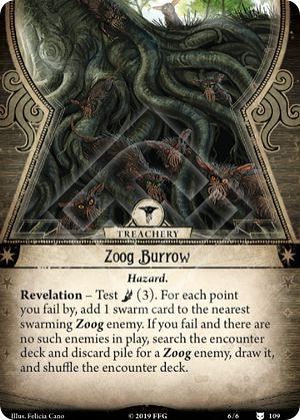 TREACHERY
Zoog Burrow
Hazard.
Revelation – Test (3). For each point
you fail by, add 1 swarm card to the nearest
swarming Zoog enemy. If you fail and there are
no such enemies in play, search the encounter
deck and discard pile for a Zoog enemy, draw it,
and shuffle the encounter deck.
Illus. Felicia Cano
© 2019 FFG
6/6
109